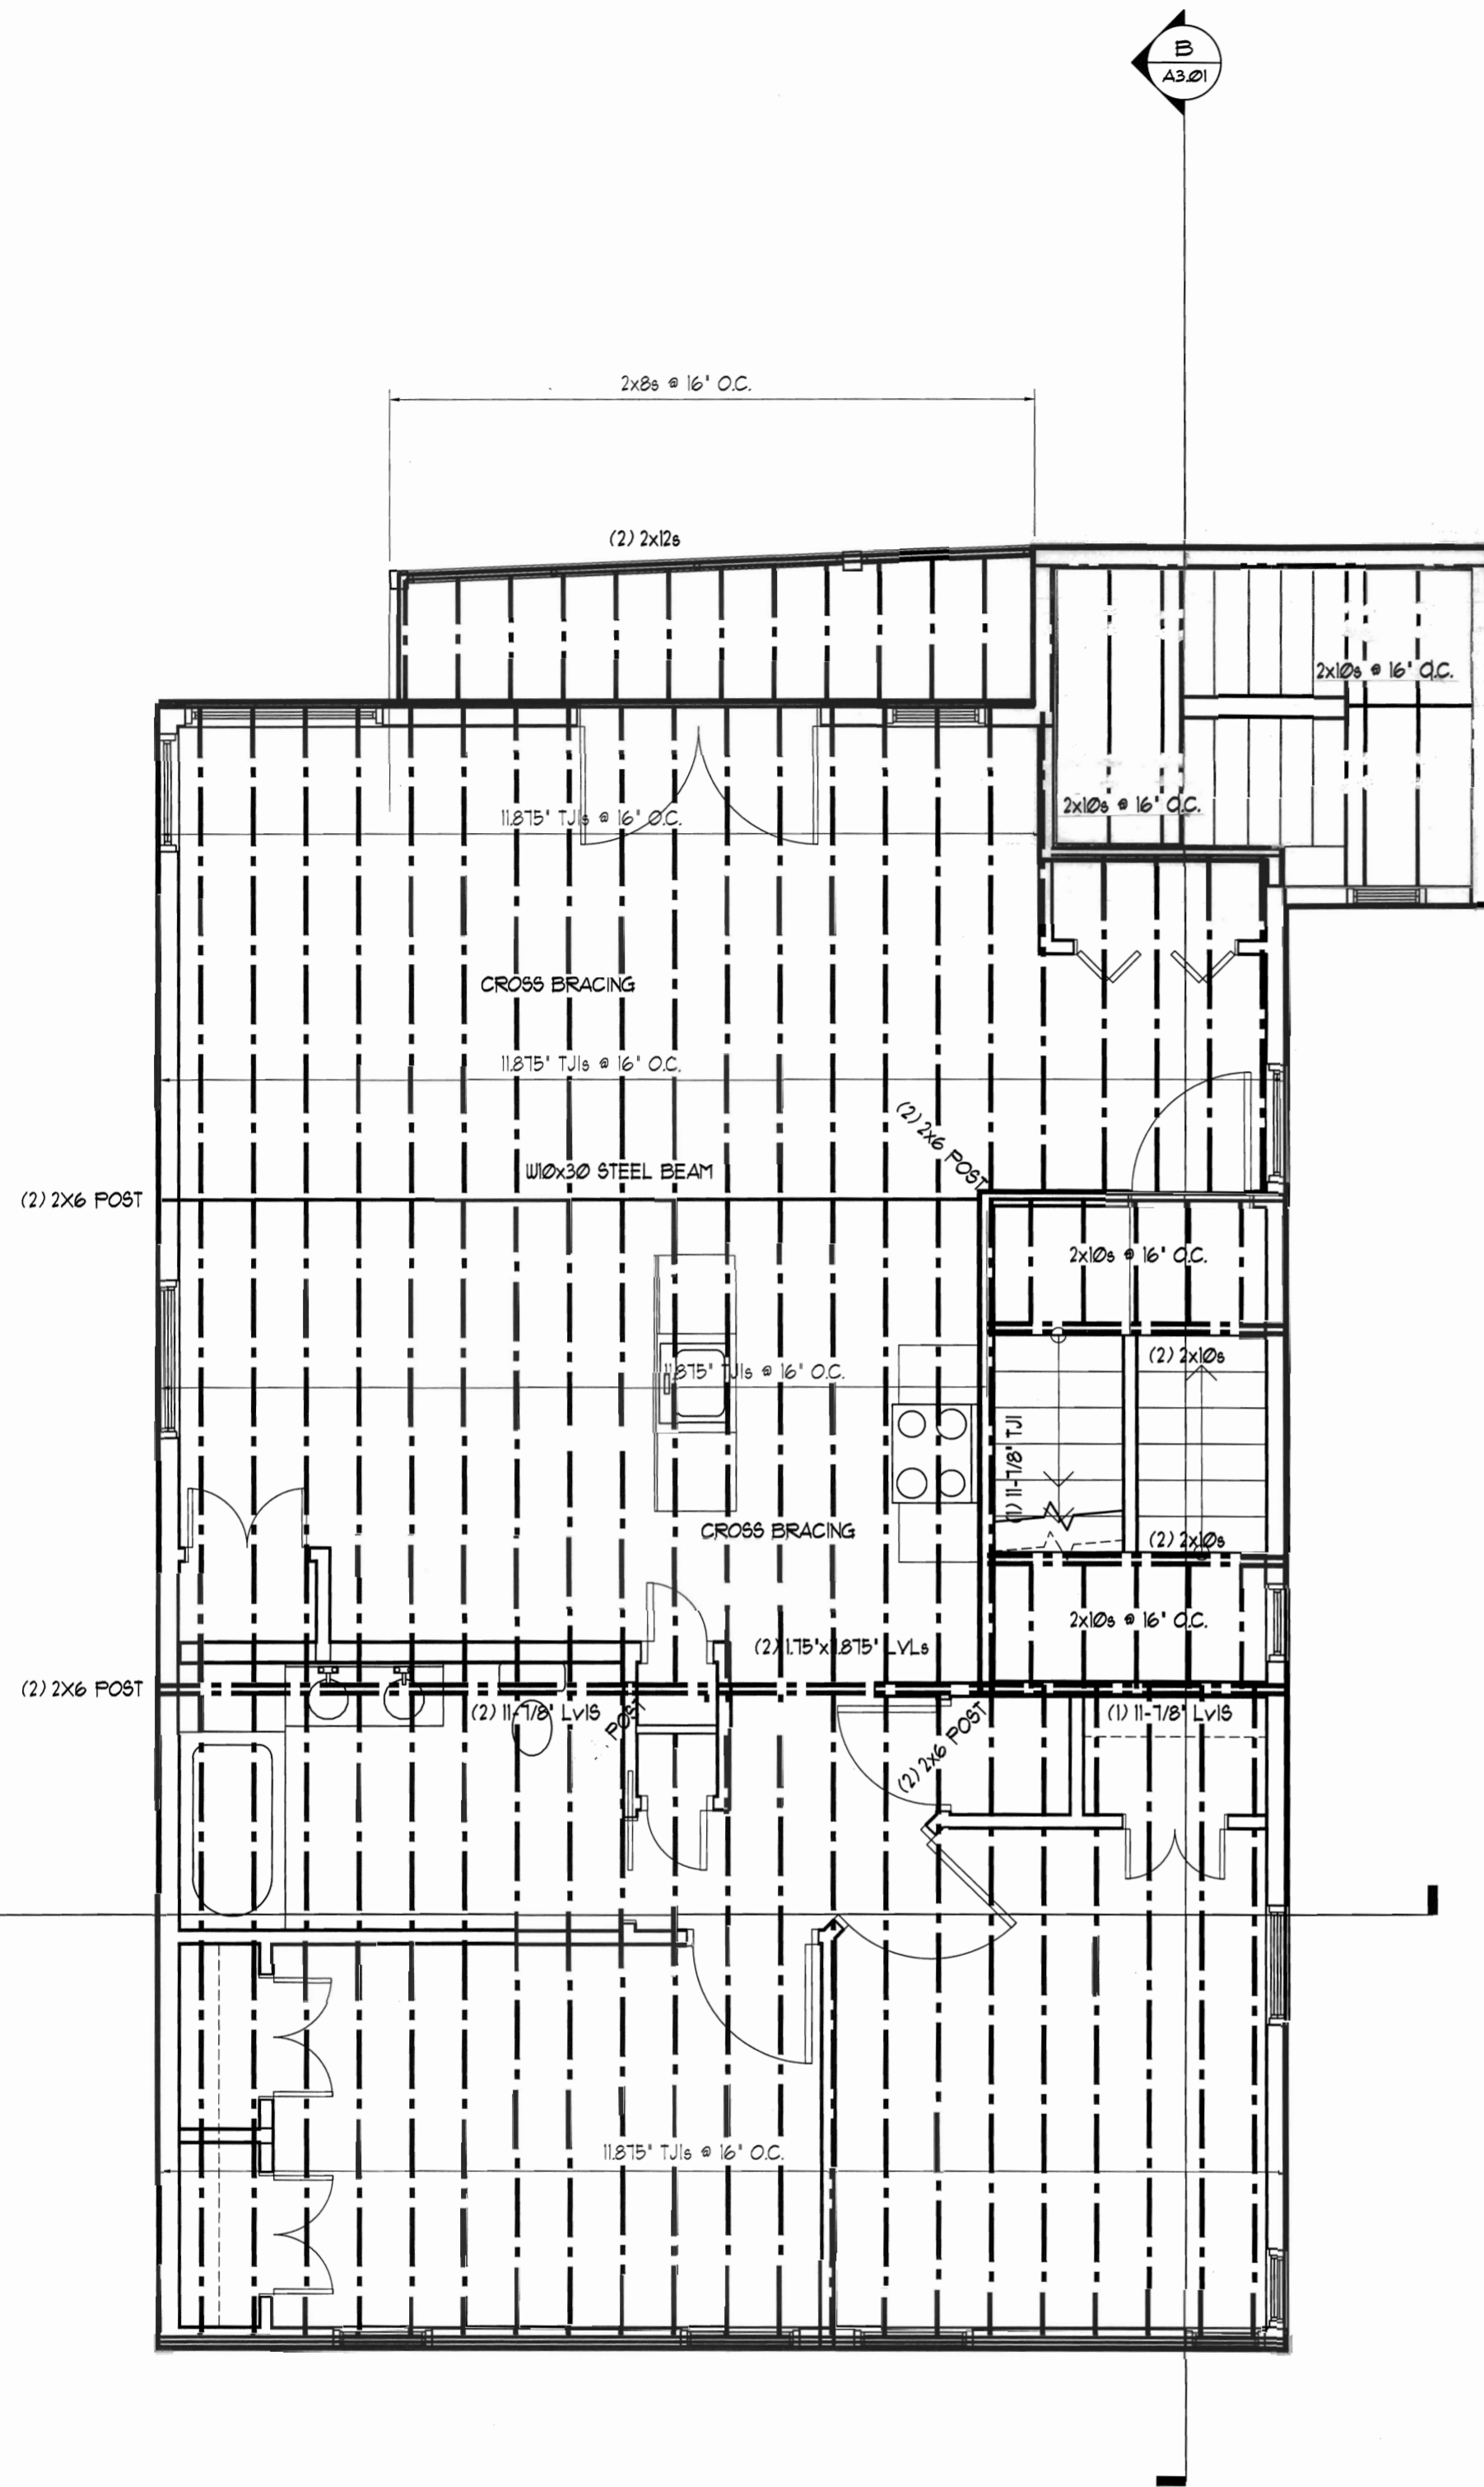 B
A3.01
2x8s @ 16" O.C.
(2) 2x12s
2x10s @ 16" O.C.
2x10s @ 16" O.C.
11.875" TJIs @ 16" O.C.
CROSS BRACING
11.875" TJIs @ 16" O.C.
(2) 2x6 POST
W10x30 STEEL BEAM
(2) 2X6 POST
2x10s @ 16" O.C.
(2) 2x10s
11.875" TJIs @ 16" O.C.
(1) 11-7/8" TJI
CROSS BRACING
(2) 2x10s
2x10s @ 16" O.C.
(2) 1.75"x1.875" LVLs
(2) 2X6 POST
(2) 11-7/8" LVlS
POST
(2) 2x6 POST
(1) 11-7/8" LVlS
11.875" TJIs @ 16" O.C.